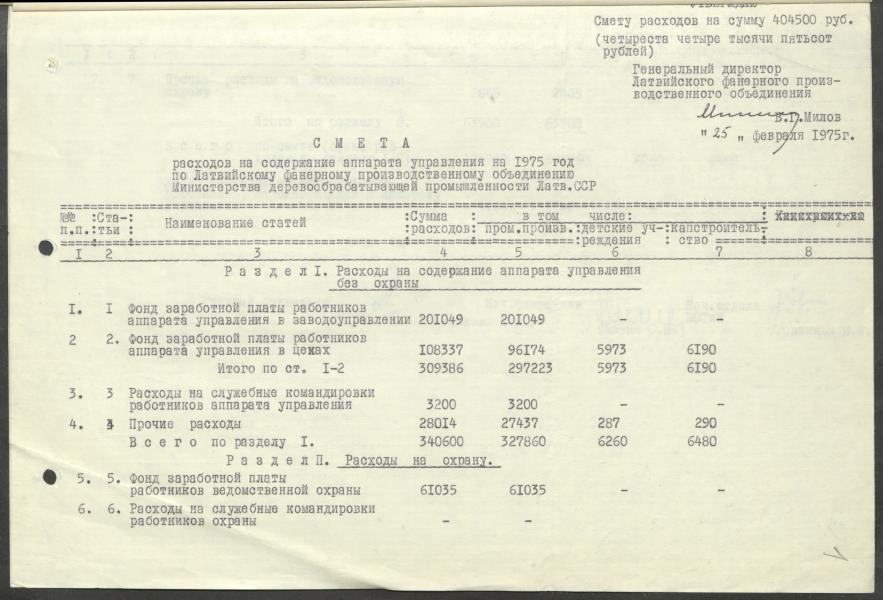 УТВЕРЖДАЮ
Смету расходов на сумму 404500 руб.
(четыреста четыре тысячи пятьсот
рублей)
Генеральный директор
Латвийского фанерного произ-
водственного объединения
В.П.Милов
"25 " февраля 1975г.
С М Е Т А
расходов на содержание аппарата управления на 1975 год
по Латвийскому фанерному производственному объединению
Министерства деревообрабатывающей промышленности Латв.ССР
№№ :Ста-: Наименование статей :Сумма : в том числе: :
п.п.:тьи : :расходов: пром.произв.:детские уч-:капстроитель-
реждения ство
1 2 3 4 5 6 7 8
Р а з д е л I. Расходы на содержание аппарата управления
без охраны
I. I Фонд заработной платы работников
аппарата управления в заводоуправлении 201049 201049 - -
2 2. Фонд заработной платы работников
аппарата управления в цехах 108337 96174 5973 6190
Итого по ст. I-2 309386 297223 5973 6190
3. 3 Расходы на служебные командировки
работников аппарата управления 3200 3200 - -
4. 4 Прочие расходы 28014 27437 287 290
В с е г о по разделу I. 340600 327860 6260 6480
Р а з д е л П. Расходы на охрану.
5. 5. Фонд заработной платы
работников ведомственной охраны 61035 61035 - -
6. 6. Расходы на служебные командировки
работников охраны - -